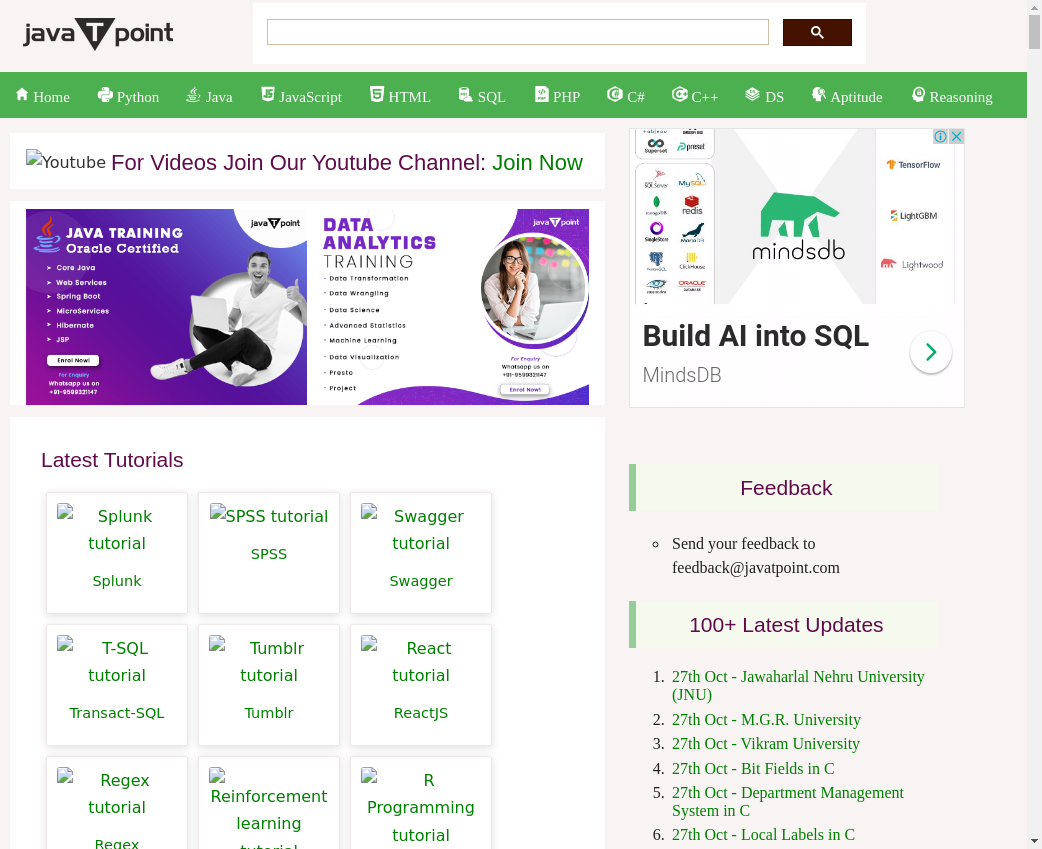 javaTpoint
Home Python Java JavaScript HTML SQL PHP C# C++ DS Aptitude Reasoning
Youtube For Videos Join Our Youtube Channel: Join Now
javaTpoint
JAVA TRAINING
Oracle Certified
Core Java
Web Services
Spring Boot
MicroServices
Hibernate
JSP
Enrol Now!
For Enquiry
Whatsapp us on
+91-9599321147
javaTpoint
DATA
ANALYTICS
TRAINING
- Data Transformation
- Data Wrangling
- Data Science
- Advanced Statistics
- Machine Learning
- Data Visualization
- Presto
- Project
For Enquiry
Whatsapp us on
+91-9599321147
Enrol Now!
Latest Tutorials
Splunk tutorial
Splunk
SPSS tutorial
SPSS
Swagger tutorial
Swagger
T-SQL tutorial
Transact-SQL
Tumblr tutorial
Tumblr
React tutorial
ReactJS
Regex tutorial
Regex
Reinforcement learning tutorial
R Programming tutorial
Superset
preset
SQL Server
MySQL
mongoDB
redis
SingleStore
MariaDB
PostgreSQL
ClickHouse
ORACLE
mindsdb
TensorFlow
LightGBM
Lightwood
Build AI into SQL
MindsDB
Feedback
Send your feedback to
feedback@javatpoint.com
100+ Latest Updates
1. 27th Oct - Jawaharlal Nehru University
(JNU)
2. 27th Oct - M.G.R. University
3. 27th Oct - Vikram University
4. 27th Oct - Bit Fields in C
5. 27th Oct - Department Management
System in C
6. 27th Oct - Local Labels in C